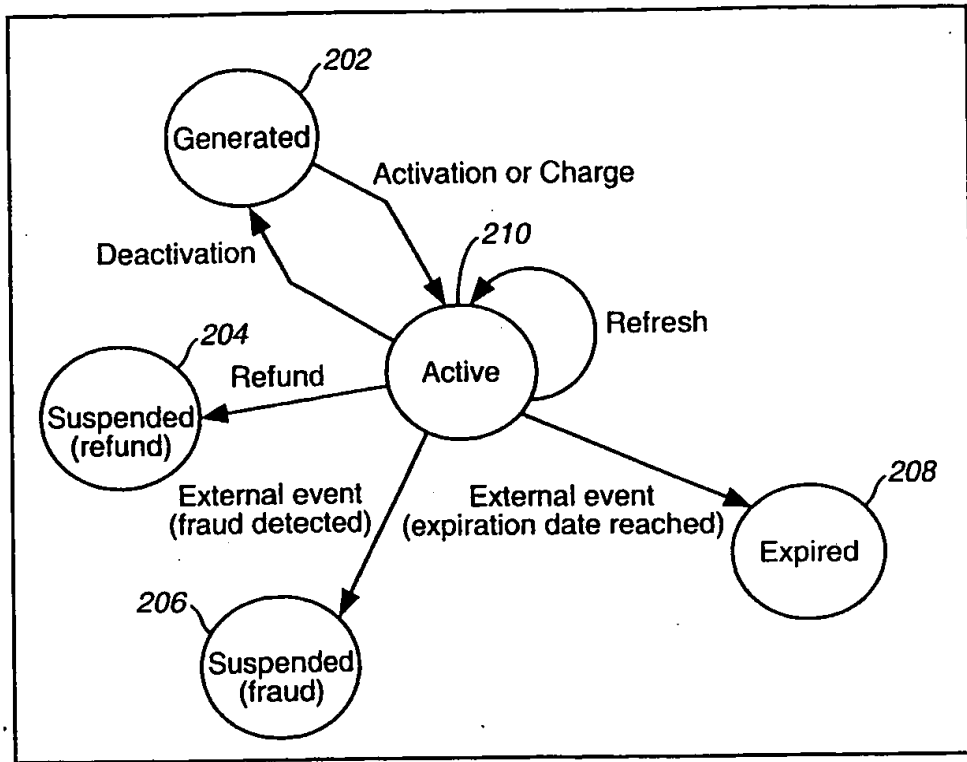 202
Generated
Activation or Charge
210
Deactivation
Refresh
204
Refund
Active
Suspended
(refund)
External event
(fraud detected)
External event
(expiration date reached)
208
Expired
206
Suspended
(fraud)